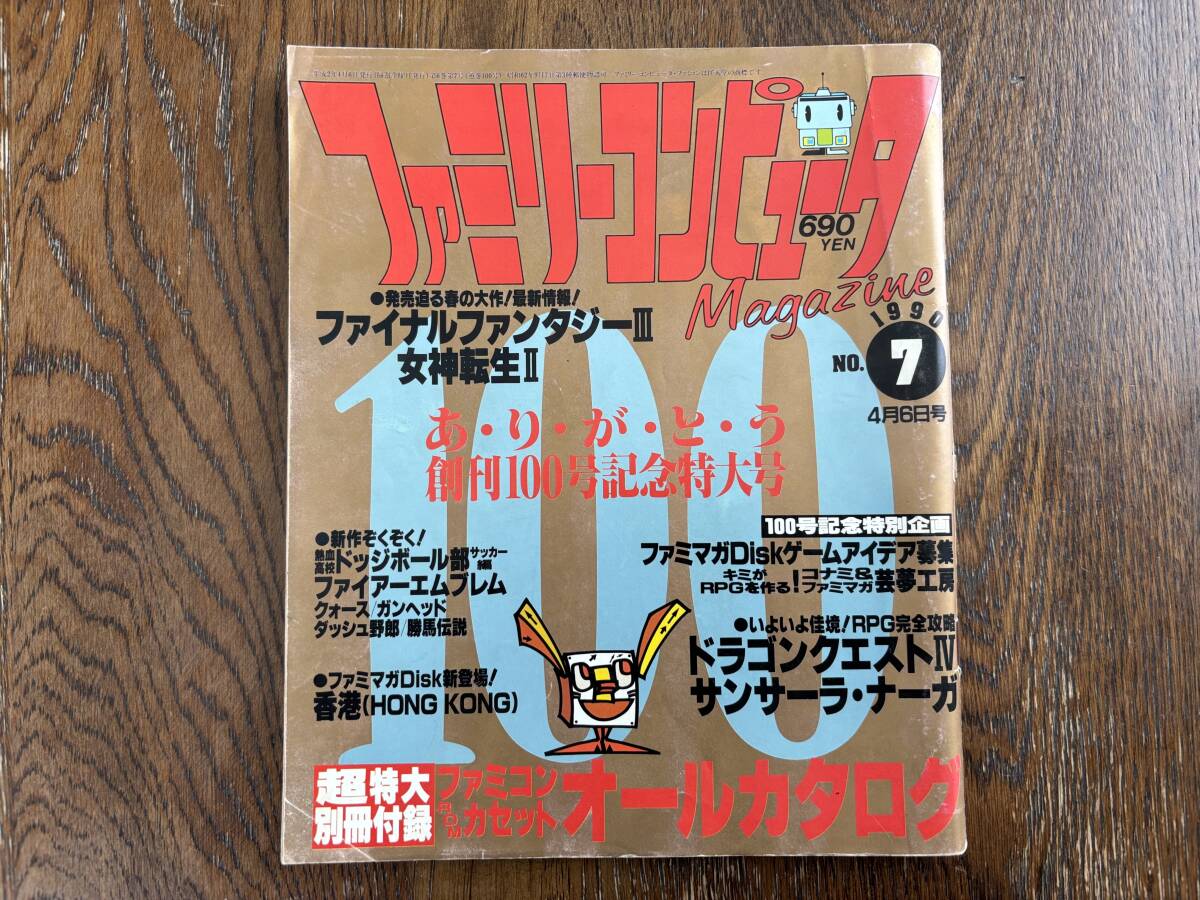 ファミリーコンピュータ
Magazine
690
YEN
1990
NO. 7
4月6日号
●発売迫る春の大作!最新情報!
ファイナルファンタジーⅢ
女神転生Ⅱ
100
あ・り・が・と・う
創刊100号記念特大号
●新作ぞくぞく!
熱血高校ドッジボール部サッカー編
ファイアーエムブレム
クォース/ガンヘッド
ダッシュ野郎/勝馬伝説
●ファミマガDisk新登場!
香港(HONG KONG)
100号記念特別企画
ファミマガDiskゲームアイデア募集
キミがRPGを作る!コナミ&ファミマガ芸夢工房
●いよいよ佳境!RPG完全攻略
ドラゴンクエストⅣ
サンサーラ・ナーガ
超特大
別冊付録
ファミコン
ROMカセット
オールカタログ